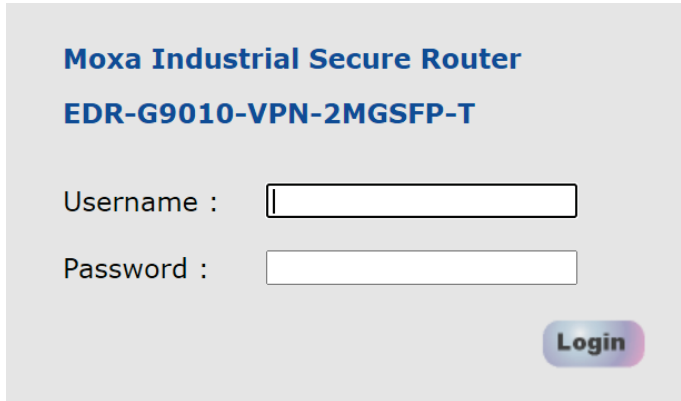 Moxa Industrial Secure Router
EDR-G9010-VPN-2MGSFP-T
Username :
Password :
Login